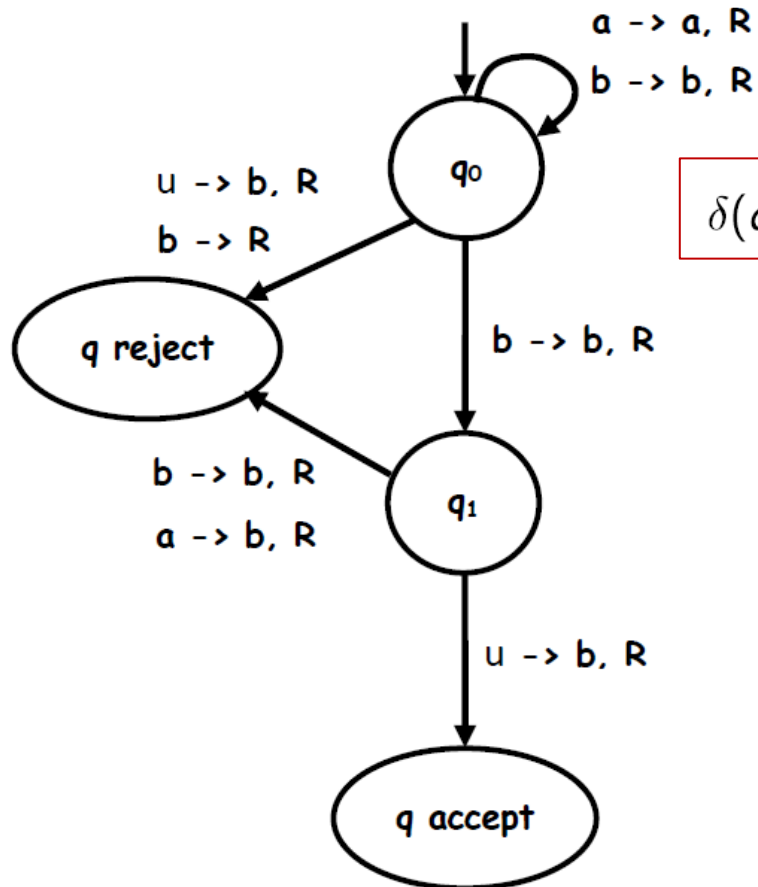 a -> a, R
b -> b, R
q0
u -> b, R
b -> R
δ(
q reject
b -> b, R
b -> b, R
a -> b, R
q1
u -> b, R
q accept